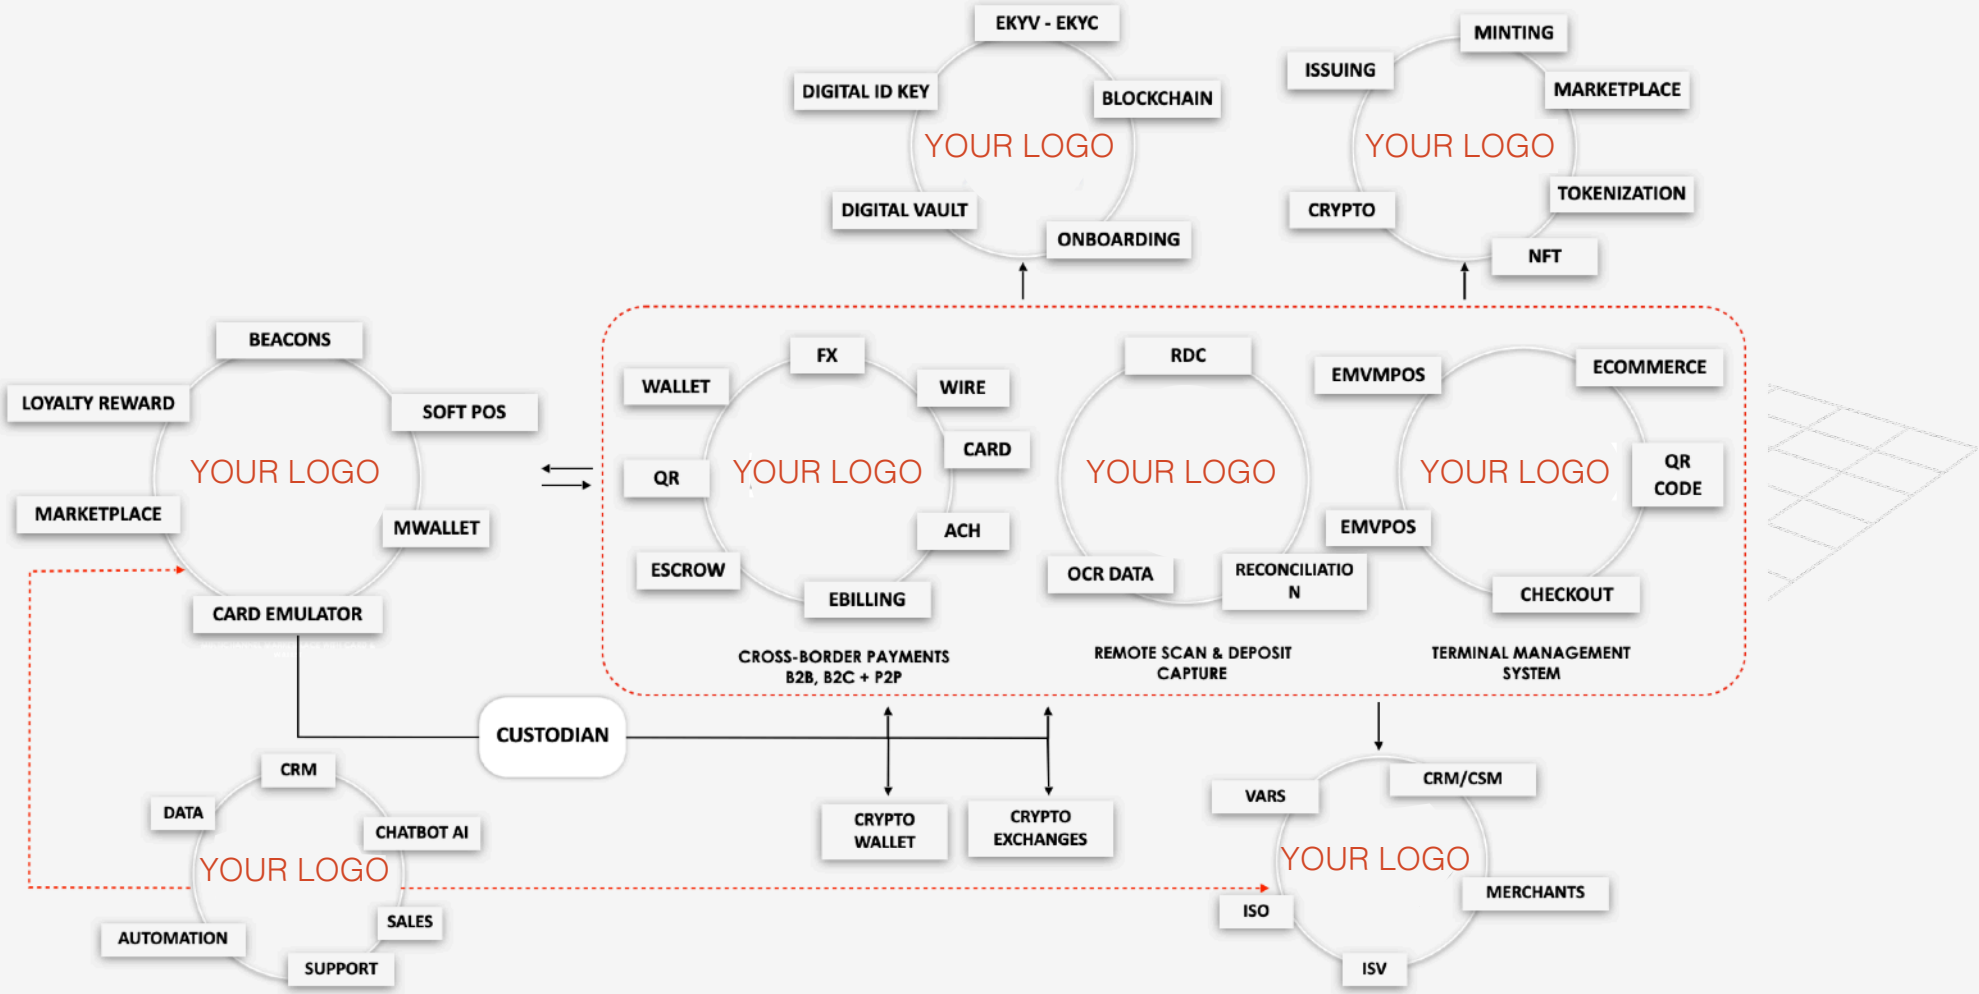 EKYV - EKYC
DIGITAL ID KEY
BLOCKCHAIN
YOUR LOGO
DIGITAL VAULT
ONBOARDING
MINTING
ISSUING
MARKETPLACE
YOUR LOGO
TOKENIZATION
CRYPTO
NFT
BEACONS
LOYALTY REWARD
SOFT POS
YOUR LOGO
MARKETPLACE
MWALLET
CARD EMULATOR
FX
WALLET
WIRE
CARD
YOUR LOGO
QR
ACH
ESCROW
EBILLING
CROSS-BORDER PAYMENTS
B2B, B2C + P2P
RDC
YOUR LOGO
OCR DATA
RECONCILIATIO
N
REMOTE SCAN & DEPOSIT
CAPTURE
ECOMMERCE
EMVMPOS
YOUR LOGO
QR
CODE
EMVPOS
CHECKOUT
TERMINAL MANAGEMENT
SYSTEM
CUSTODIAN
CRYPTO
WALLET
CRYPTO
EXCHANGES
CRM
DATA
CHATBOT AI
YOUR LOGO
SALES
AUTOMATION
SUPPORT
CRM/CSM
VARS
YOUR LOGO
MERCHANTS
ISO
ISV